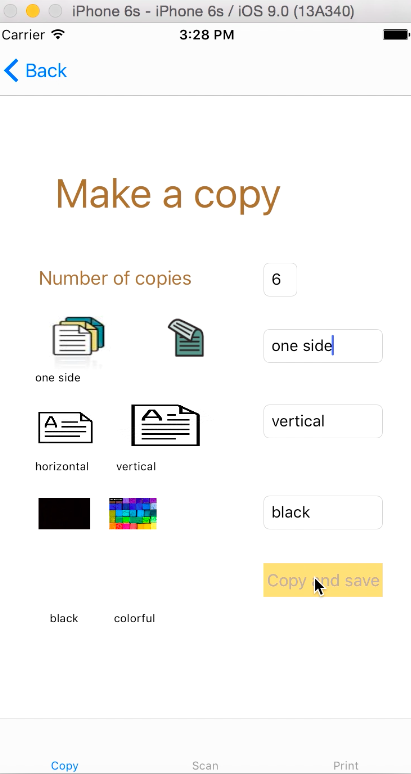 iPhone 6s - iPhone 6s / iOS 9.0 (13A340)
Carrier 3:28 PM
Back
Make a copy
Number of copies 6
one side
one side
A A
vertical
horizontal vertical
black
Copy and save
black colorful
Copy Scan Print